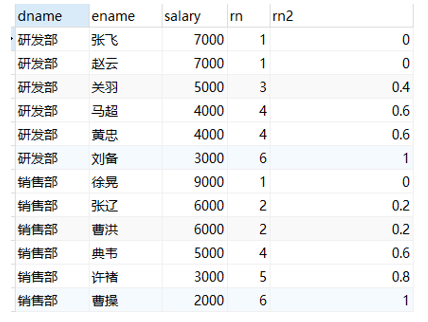 dname ename salary rn rn2
研发部 张飞 7000 1 0
研发部 赵云 7000 1 0
研发部 关羽 5000 3 0.4
研发部 马超 4000 4 0.6
研发部 黄忠 4000 4 0.6
研发部 刘备 3000 6 1
销售部 徐晃 9000 1 0
销售部 张辽 6000 2 0.2
销售部 曹洪 6000 2 0.2
销售部 典韦 5000 4 0.6
销售部 许褚 3000 5 0.8
销售部 曹操 2000 6 1